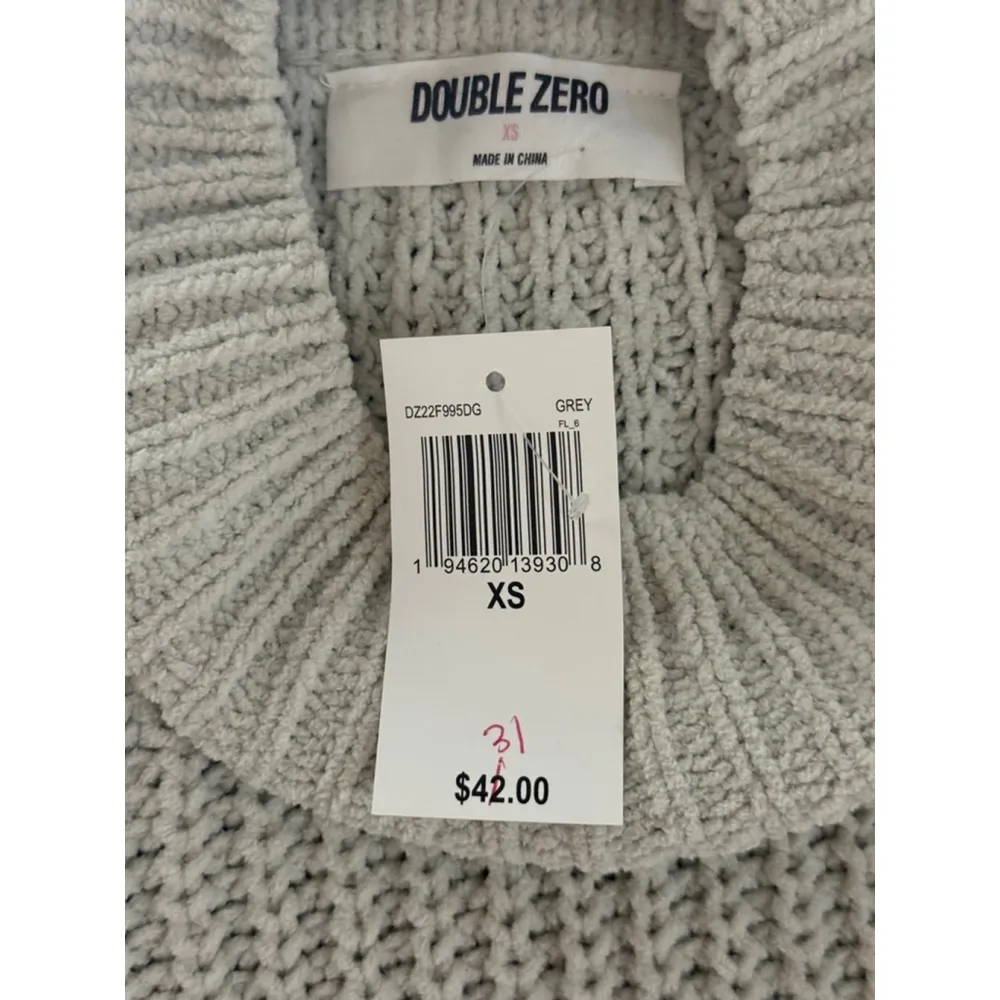 DOUBLE ZERO
XS
MADE IN CHINA
DZ22F995DG GREY
FL_6
1 94620 13930 8
XS
31
$42.00